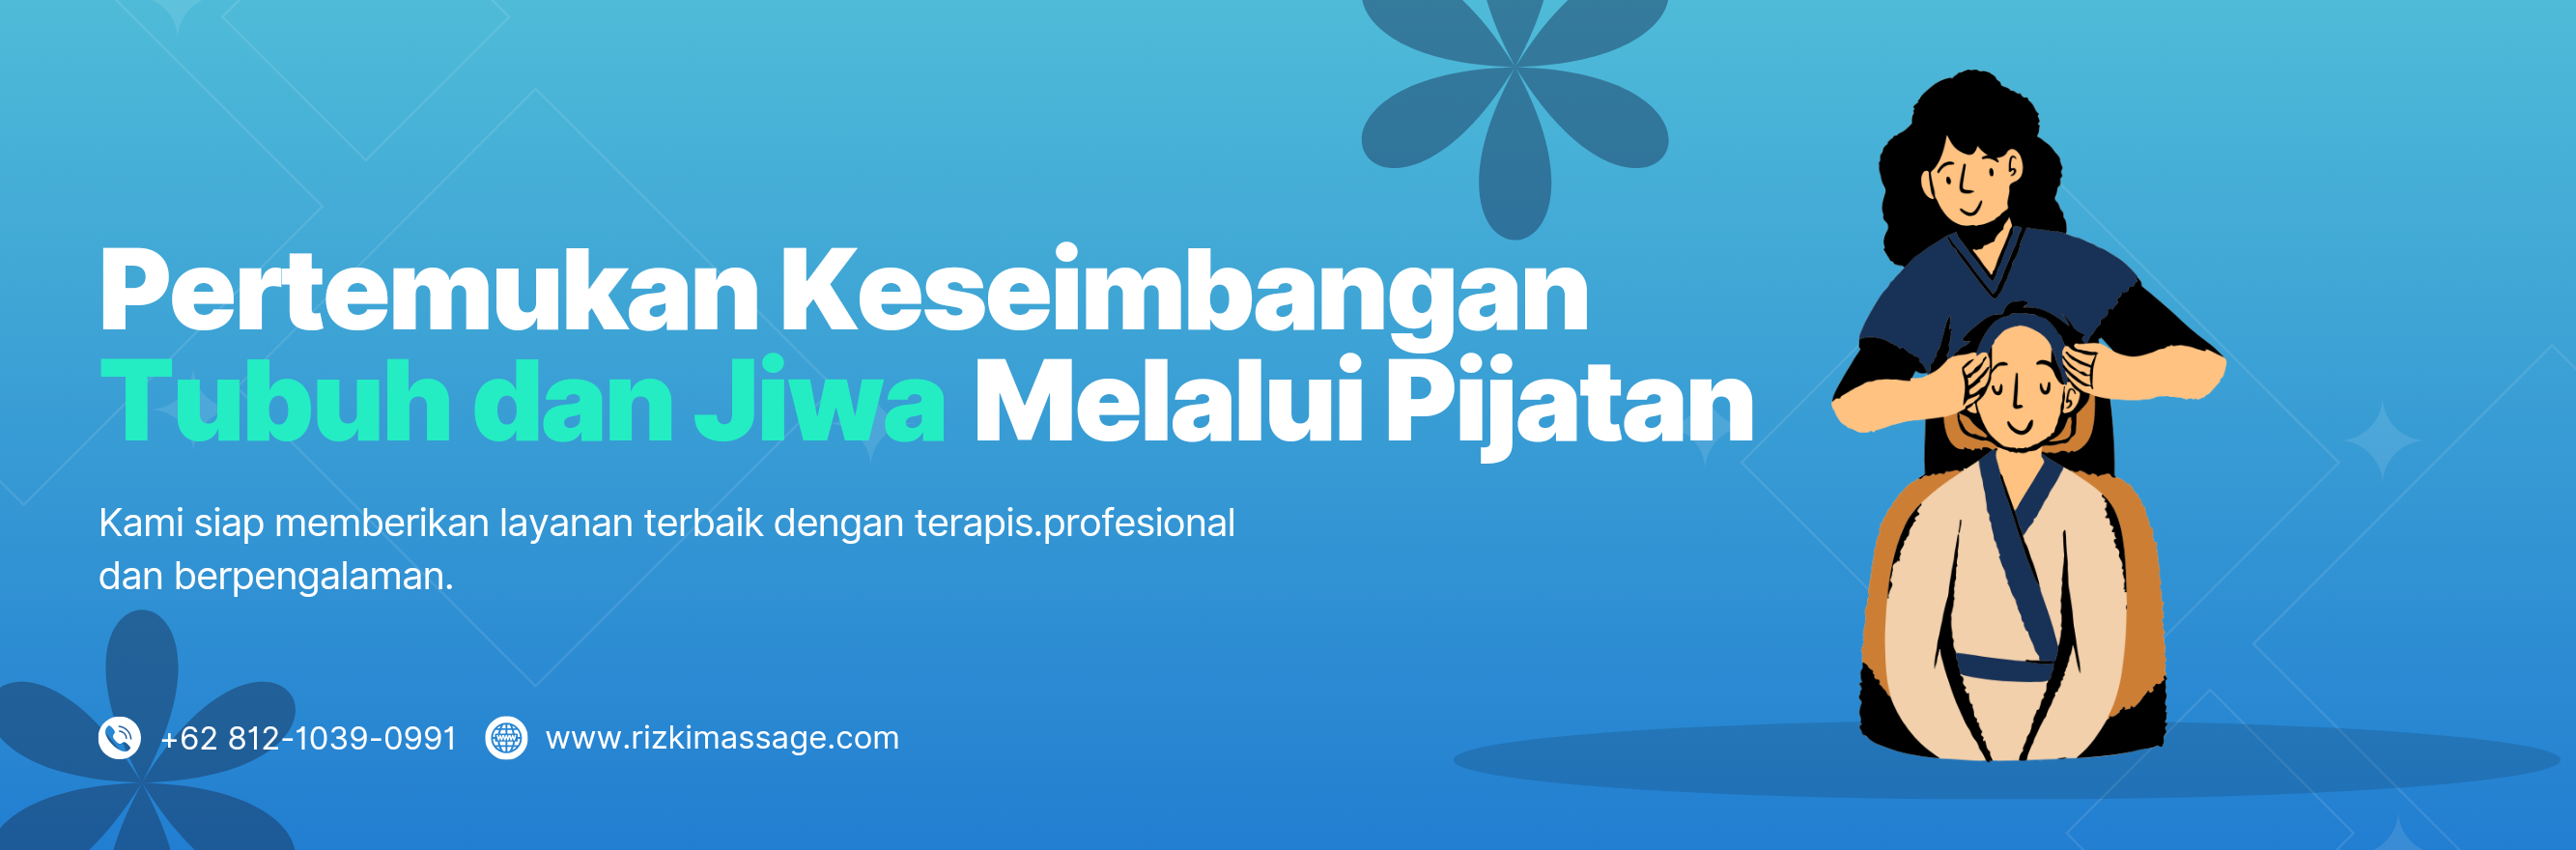 Pertemukan Keseimbangan
Tubuh dan Jiwa Melalui Pijatan
Kami siap memberikan layanan terbaik dengan terapis.profesional
dan berpengalaman.
+62 812-1039-0991 www.rizkimassage.com